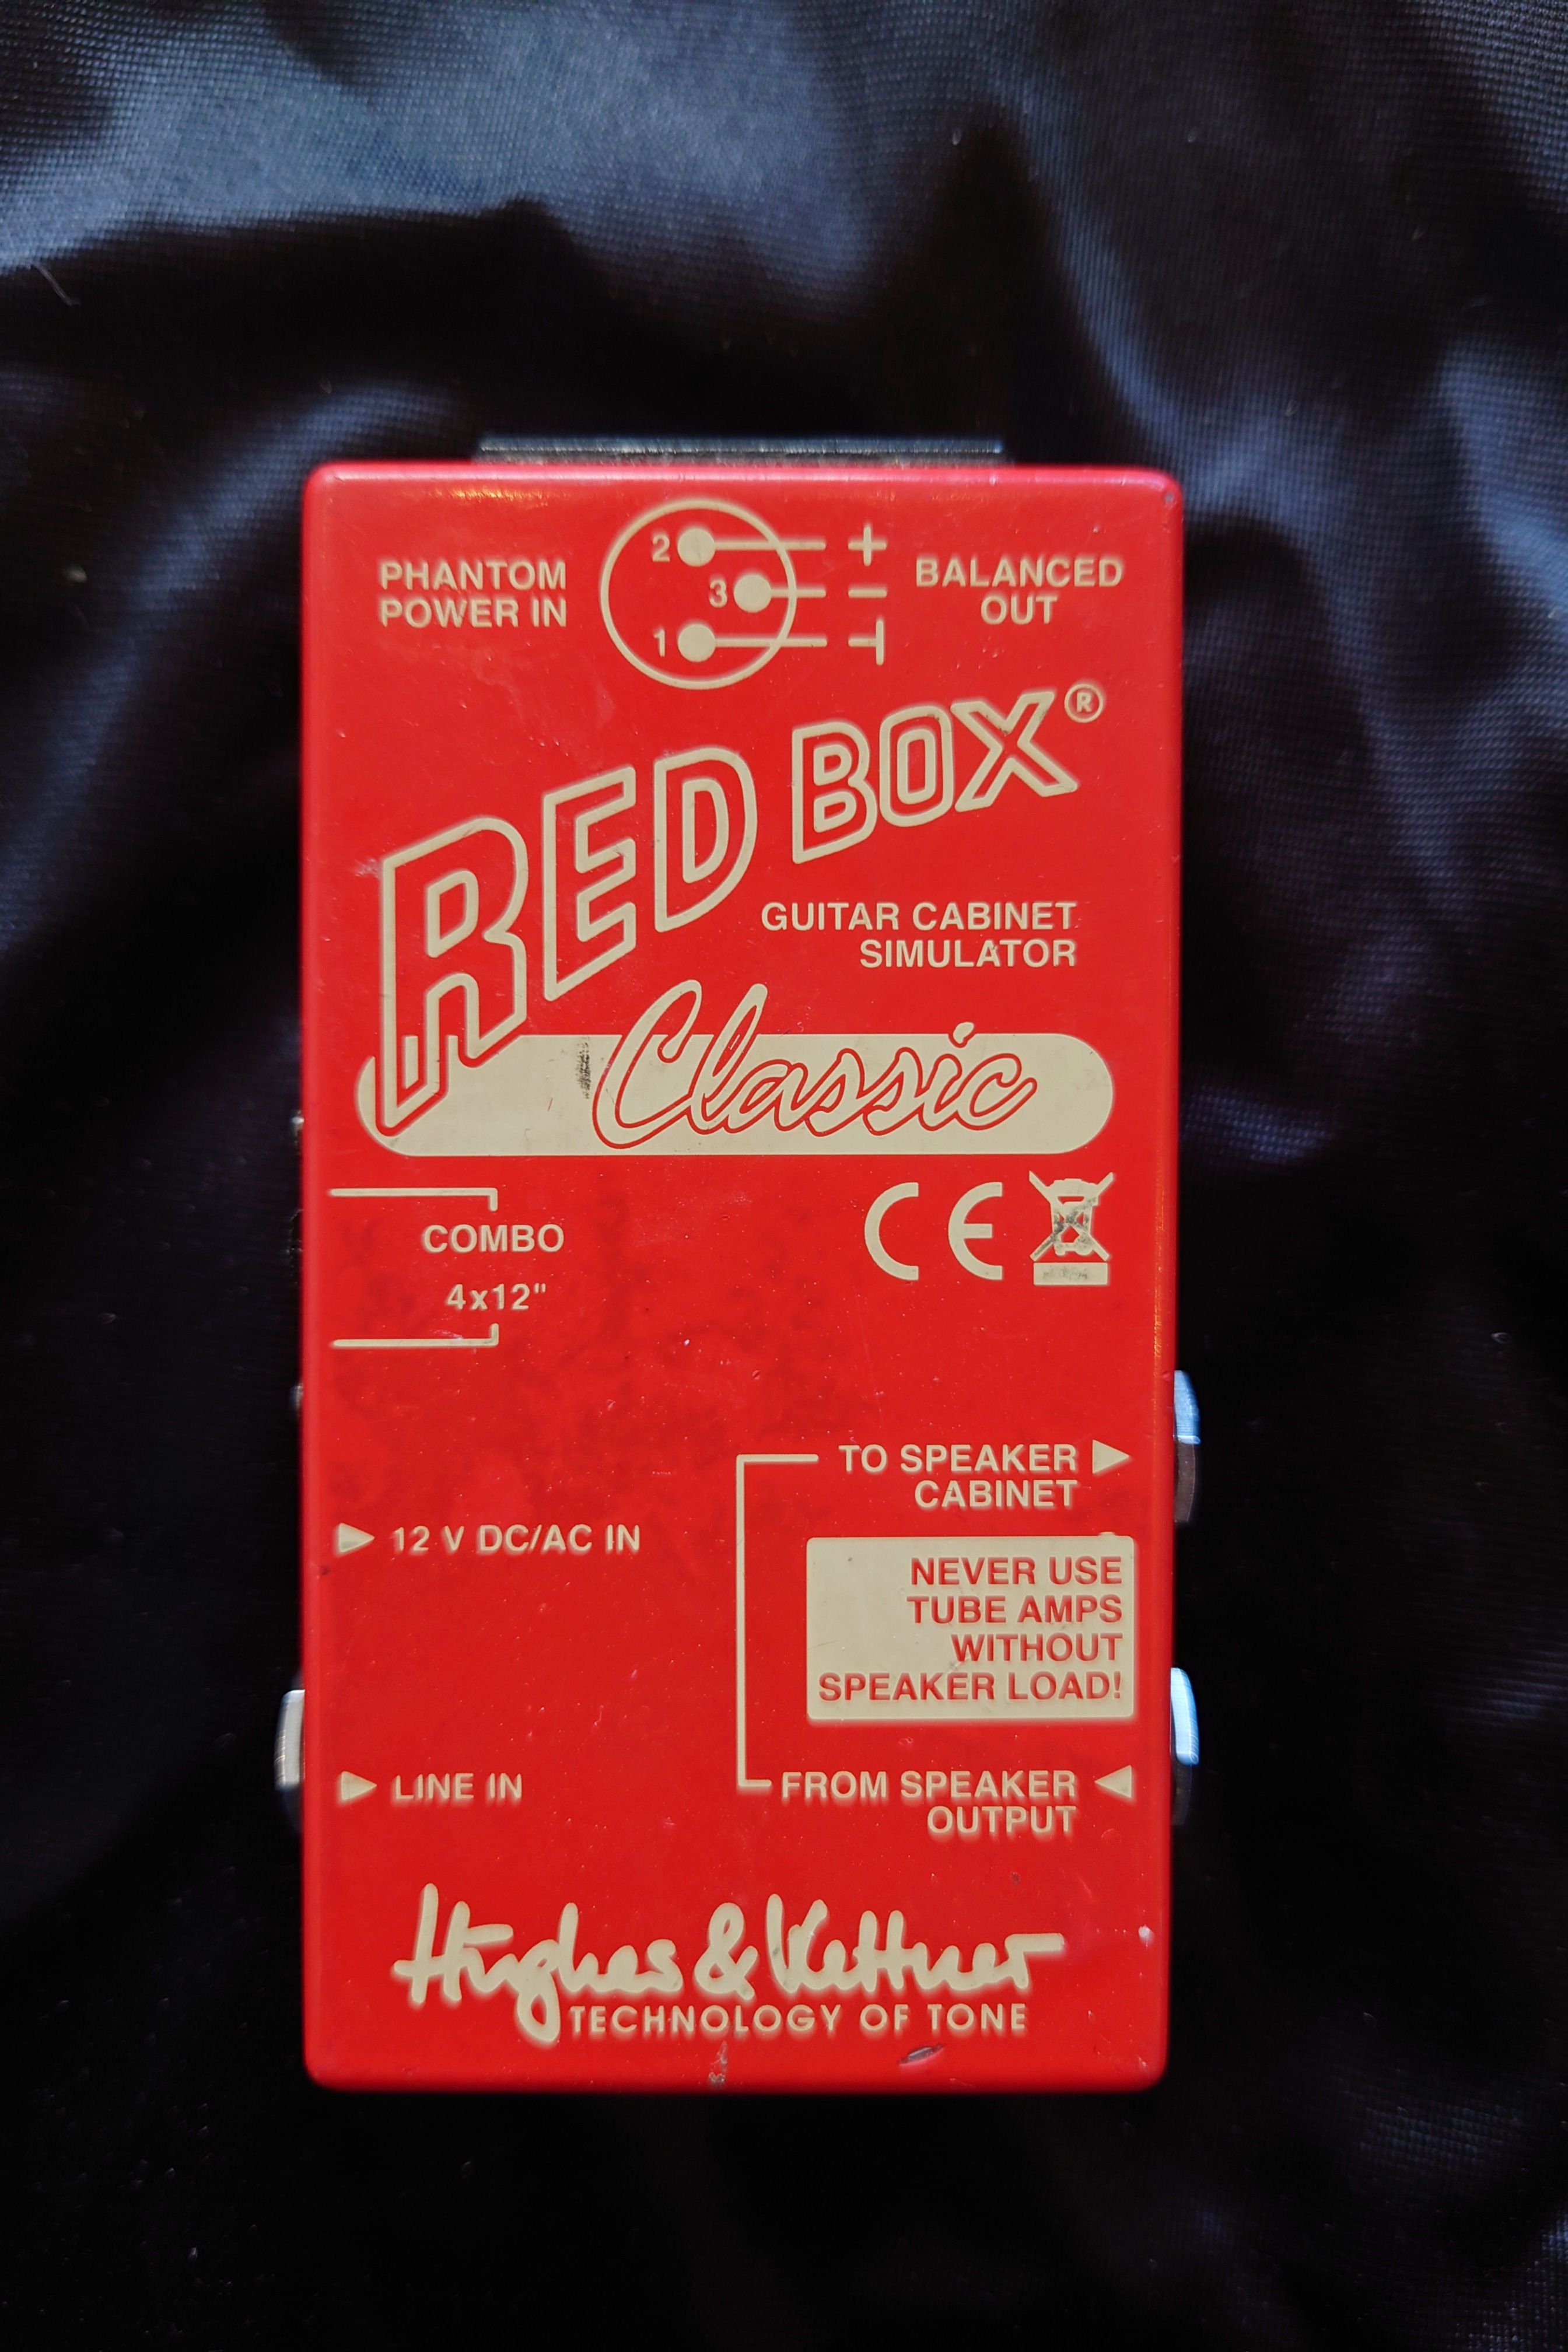 PHANTOM
POWER IN
2 +
3 −
1
BALANCED
OUT
RED BOX®
GUITAR CABINET
SIMULATOR
Classic
CE
COMBO
4x12"
TO SPEAKER
CABINET
12 V DC/AC IN
NEVER USE
TUBE AMPS
WITHOUT
SPEAKER LOAD!
LINE IN
FROM SPEAKER
OUTPUT
Hughes & Kettner
TECHNOLOGY OF TONE